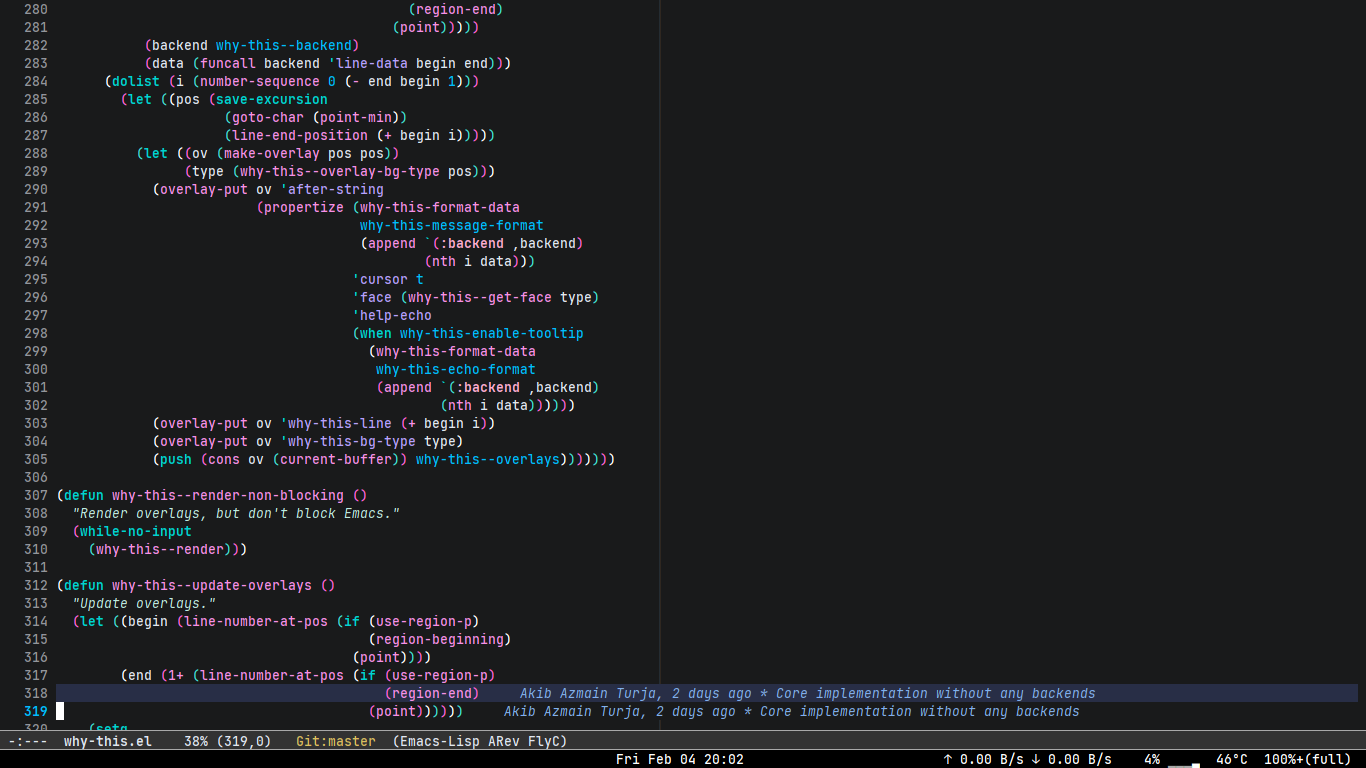 280                                             (region-end)
281                                           (point)))))
282            (backend why-this--backend)
283            (data (funcall backend 'line-data begin end)))
284       (dolist (i (number-sequence 0 (- end begin 1)))
285         (let ((pos (save-excursion
286                      (goto-char (point-min))
287                      (line-end-position (+ begin i)))))
288           (let ((ov (make-overlay pos pos))
289                 (type (why-this--overlay-bg-type pos)))
290             (overlay-put ov 'after-string
291                          (propertize (why-this-format-data
292                                       why-this-message-format
293                                       (append `(:backend ,backend)
294                                               (nth i data)))
295                                      'cursor t
296                                      'face (why-this--get-face type)
297                                      'help-echo
298                                      (when why-this-enable-tooltip
299                                        (why-this-format-data
300                                         why-this-echo-format
301                                         (append `(:backend ,backend)
302                                                 (nth i data))))))
303             (overlay-put ov 'why-this-line (+ begin i))
304             (overlay-put ov 'why-this-bg-type type)
305             (push (cons ov (current-buffer)) why-this--overlays)))))))
306
307 (defun why-this--render-non-blocking ()
308   "Render overlays, but don't block Emacs."
309   (while-no-input
310     (why-this--render)))
311
312 (defun why-this--update-overlays ()
313   "Update overlays."
314   (let ((begin (line-number-at-pos (if (use-region-p)
315                                        (region-beginning)
316                                      (point))))
317         (end (1+ (line-number-at-pos (if (use-region-p)
318                                          (region-end)     Akib Azmain Turja, 2 days ago * Core implementation without any backends
319                                        (point))))))     Akib Azmain Turja, 2 days ago * Core implementation without any backends
320     (setq
-:---  why-this.el    38% (319,0)   Git:master  (Emacs-Lisp ARev FlyC)
Fri Feb 04 20:02 ↑ 0.00 B/s ↓ 0.00 B/s 4% 46°C 100%+(full)